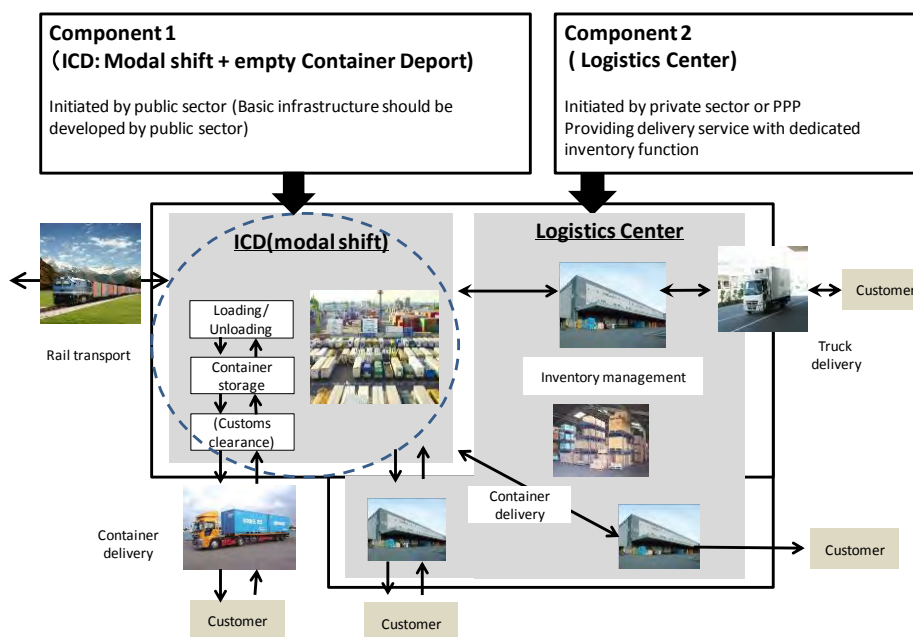 Component 1
（ICD: Modal shift + empty Container Deport)
Initiated by public sector (Basic infrastructure should be
developed by public sector)
Component 2
( Logistics Center)
Initiated by private sector or PPP
Providing delivery service with dedicated
inventory function
ICD(modal shift)
Logistics Center
Loading/
Unloading
Container
storage
(Customs
clearance)
Rail transport
Customer
Truck
delivery
Inventory management
Container
delivery
Container
delivery
Customer
Customer
Customer